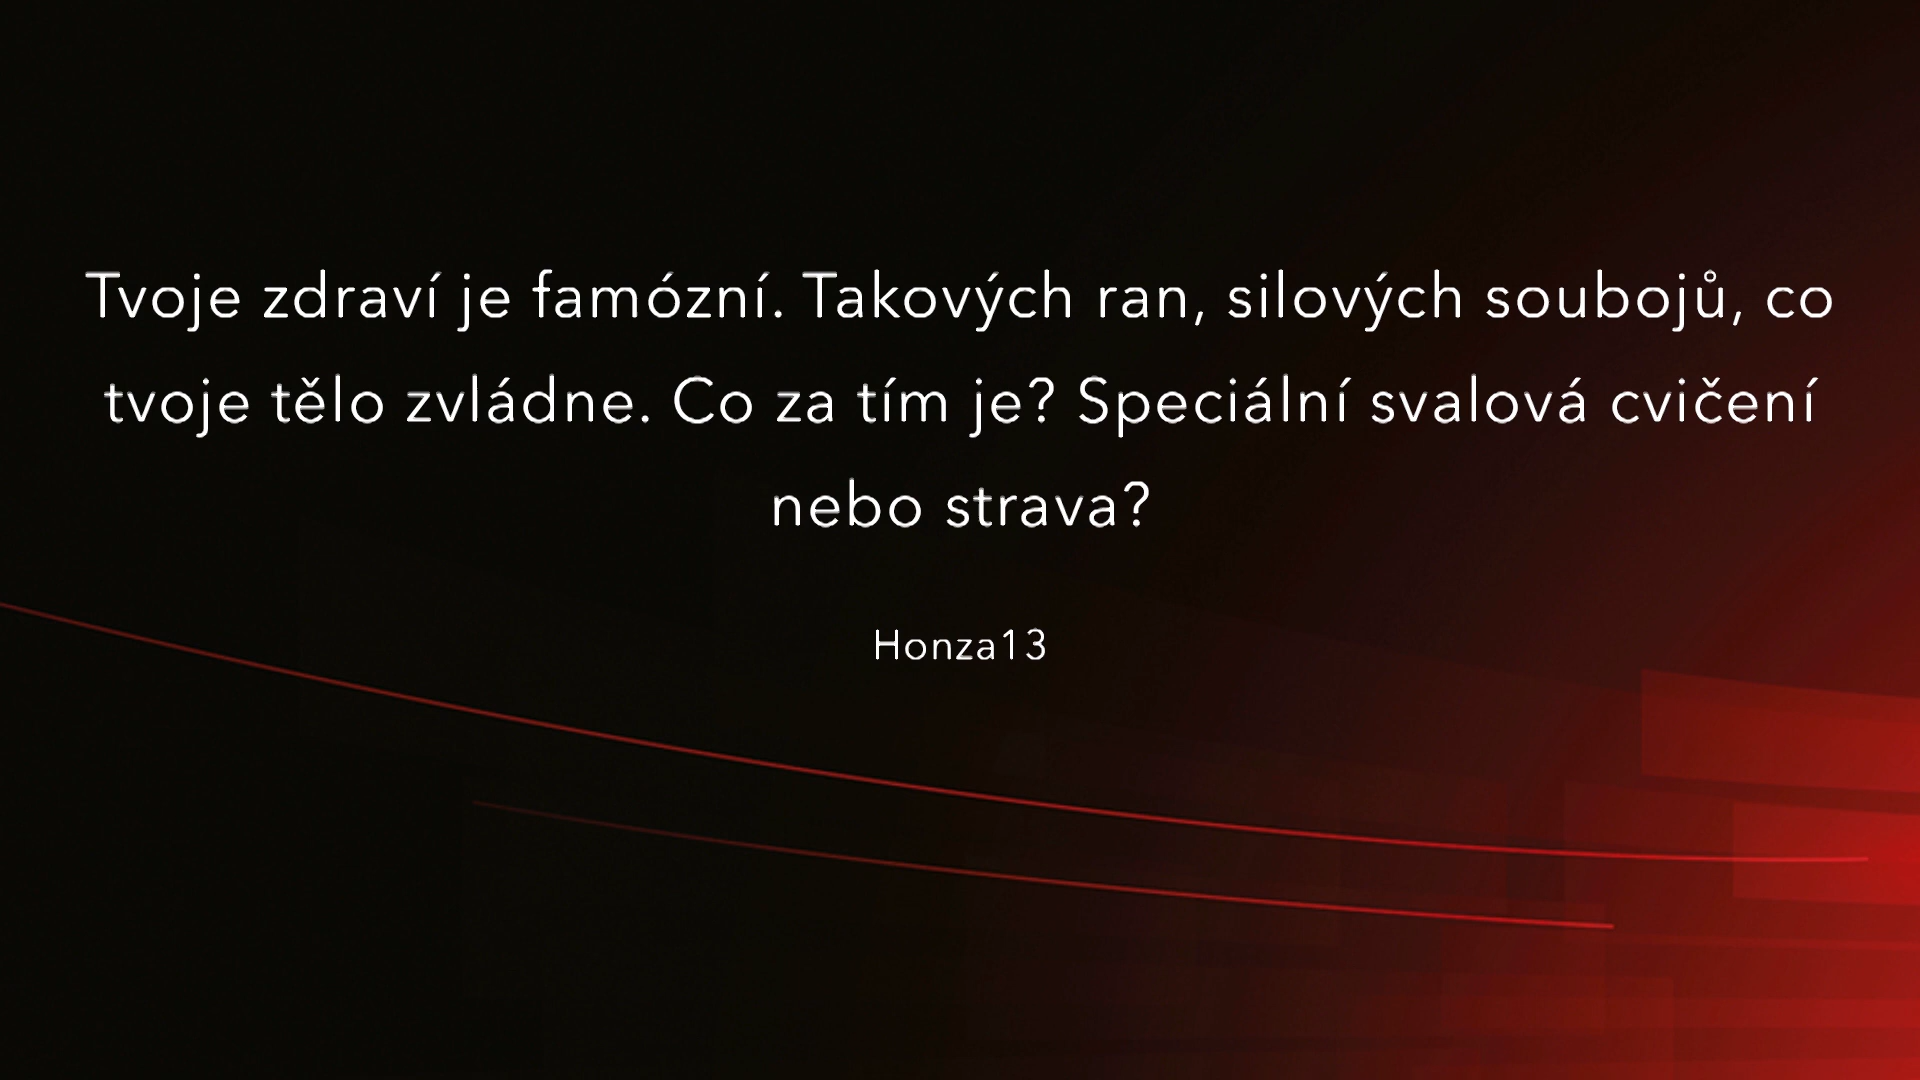 Tvoje zdraví je famózní. Takových ran, silových soubojů, co
tvoje tělo zvládne. Co za tím je? Speciální svalová cvičení
nebo strava?
Honza13